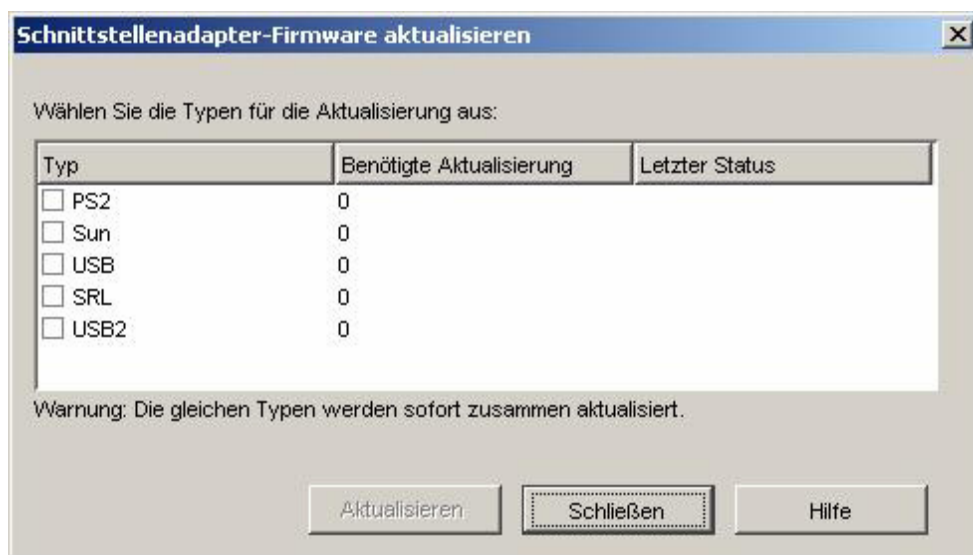 Schnittstellenadapter-Firmware aktualisieren
Wählen Sie die Typen für die Aktualisierung aus:
Typ Benötigte Aktualisierung Letzter Status
PS2 0
Sun 0
USB 0
SRL 0
USB2 0
Warnung: Die gleichen Typen werden sofort zusammen aktualisiert.
Aktualisieren Schließen Hilfe